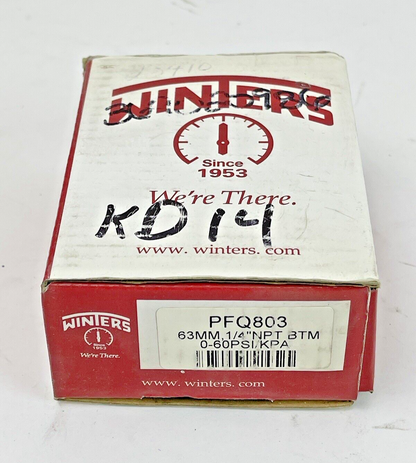 WINTERS
Since
1953
We're There.
KD14
www. winters. com
WINTERS
Since
1953
We're There.
PFQ803
63MM,1/4"NPT,BTM
0-60PSI/KPA
www. winters. com